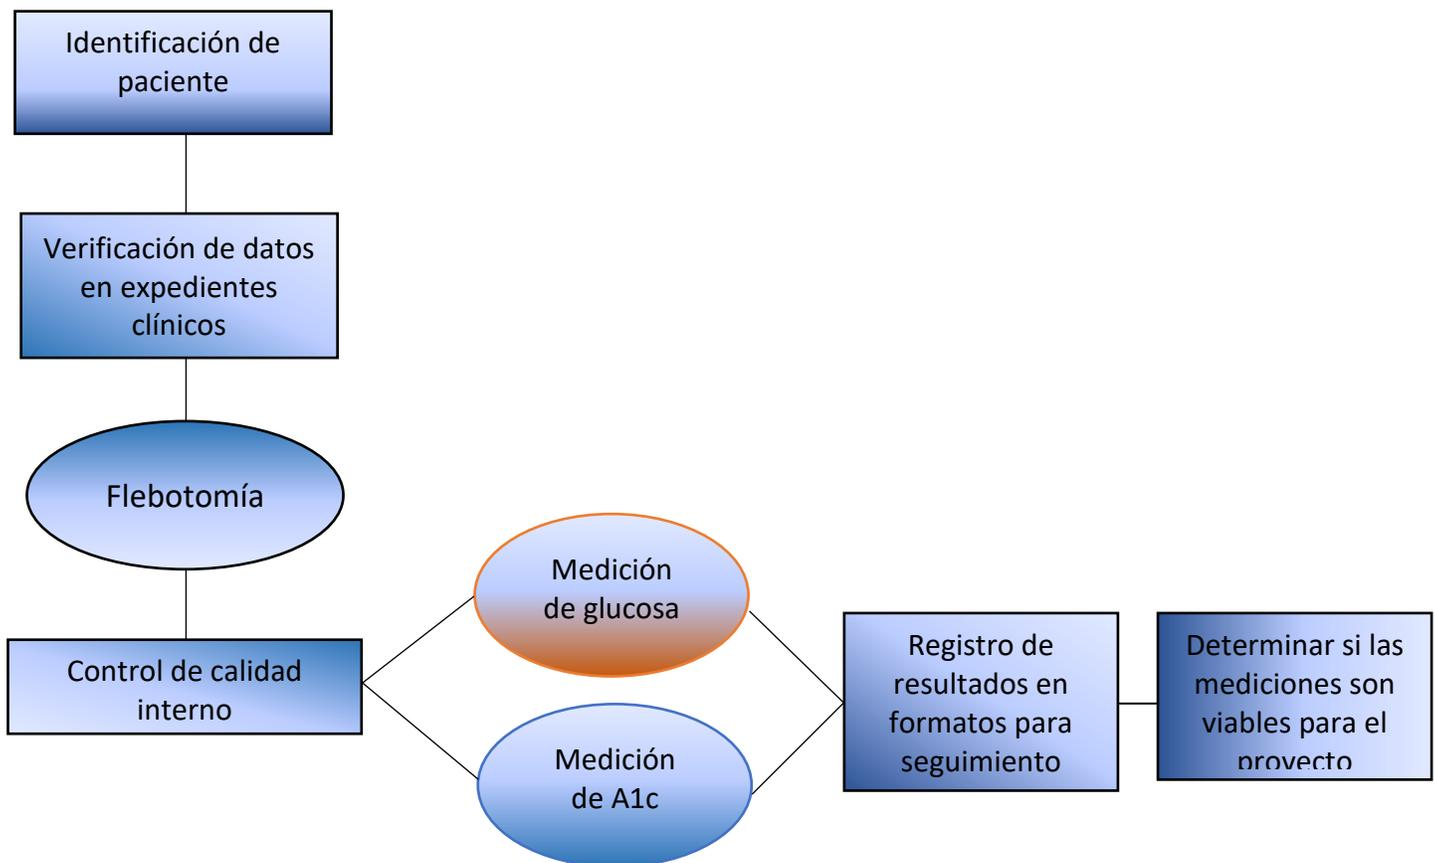 Identificación de
paciente
Verificación de datos
en expedientes
clínicos
Flebotomía
Control de calidad
interno
Medición
de glucosa
Medición
de A1c
Registro de
resultados en
formatos para
seguimiento
Determinar si las
mediciones son
viables para el
proyecto